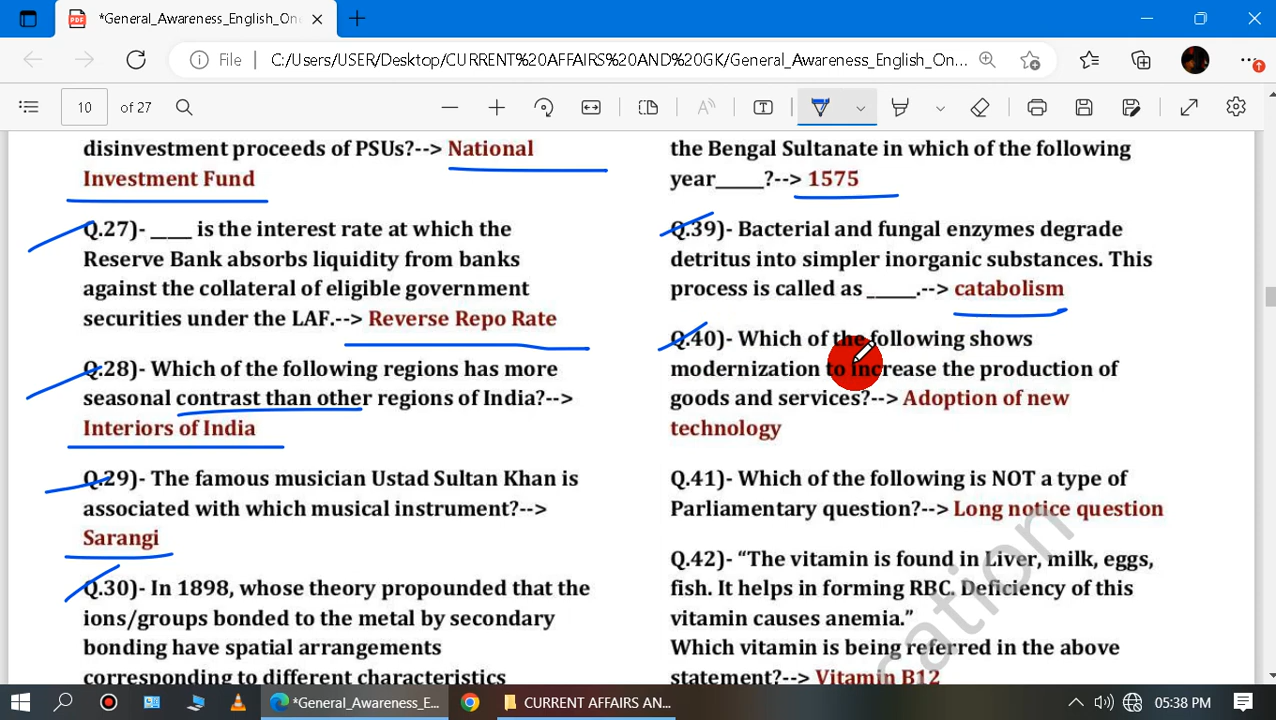 *General_Awareness_English_One
File
C:/Users/USER/Desktop/CURRENT%20AFFAIRS%20AND%20GK/General_Awareness_English_On...
10 of 27
disinvestment proceeds of PSUs?--> National
Investment Fund
Q.27)- ____ is the interest rate at which the
Reserve Bank absorbs liquidity from banks
against the collateral of eligible government
securities under the LAF.--> Reverse Repo Rate
Q.28)- Which of the following regions has more
seasonal contrast than other regions of India?-->
Interiors of India
Q.29)- The famous musician Ustad Sultan Khan is
associated with which musical instrument?-->
Sarangi
Q.30)- In 1898, whose theory propounded that the
ions/groups bonded to the metal by secondary
bonding have spatial arrangements
corresponding to different characteristics
the Bengal Sultanate in which of the following
year_____?--> 1575
Q.39)- Bacterial and fungal enzymes degrade
detritus into simpler inorganic substances. This
process is called as _____.--> catabolism
Q.40)- Which of the following shows
modernization to increase the production of
goods and services?--> Adoption of new
technology
Q.41)- Which of the following is NOT a type of
Parliamentary question?--> Long notice question
Q.42)- “The vitamin is found in Liver, milk, eggs,
fish. It helps in forming RBC. Deficiency of this
vitamin causes anemia.”
Which vitamin is being referred in the above
statement?--> Vitamin B12
*General_Awareness_E...
CURRENT AFFAIRS AN...
05:38 PM